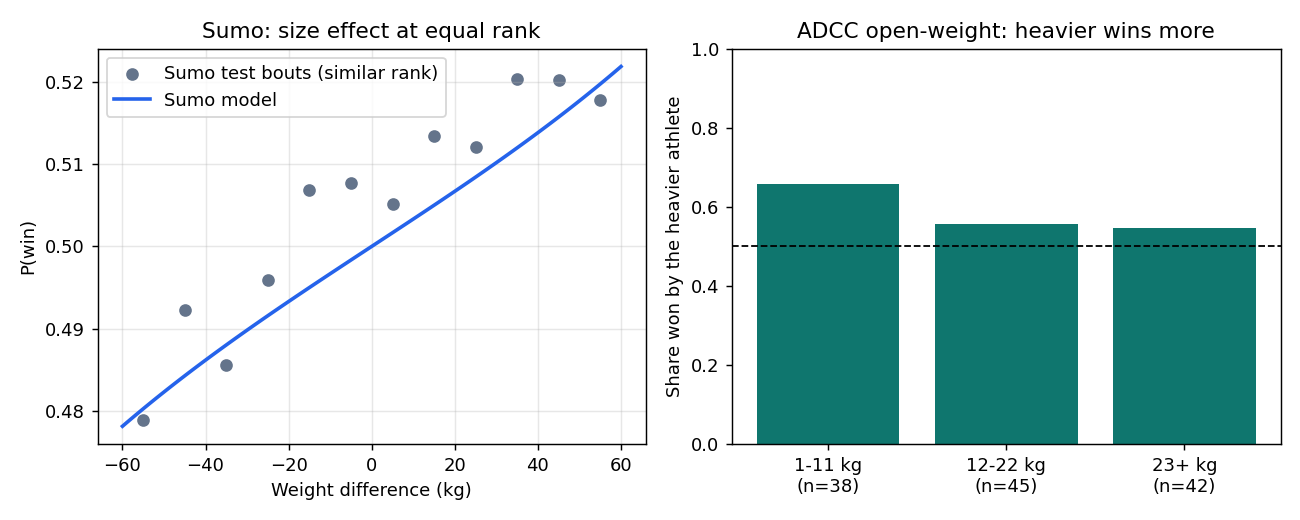 Sumo: size effect at equal rank
Sumo test bouts (similar rank)
Sumo model
P(win)
0.52
0.51
0.50
0.49
0.48
−60
−40
−20
0
20
40
60
Weight difference (kg)
ADCC open-weight: heavier wins more
Share won by the heavier athlete
1.0
0.8
0.6
0.4
0.2
0.0
1-11 kg
(n=38)
12-22 kg
(n=45)
23+ kg
(n=42)